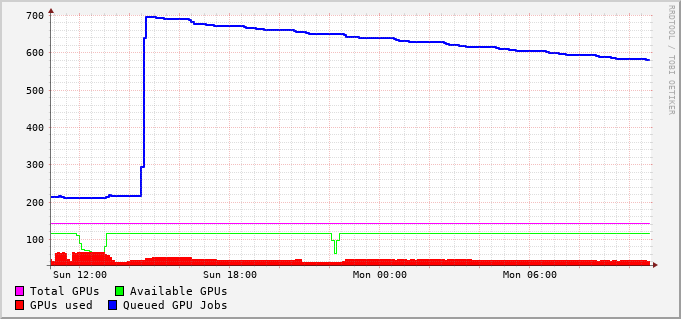 700
600
500
400
300
200
100
Sun 12:00 Sun 18:00 Mon 00:00 Mon 06:00
Total GPUs Available GPUs
GPUs used Queued GPU Jobs
RRDTOOL / TOBI OETIKER